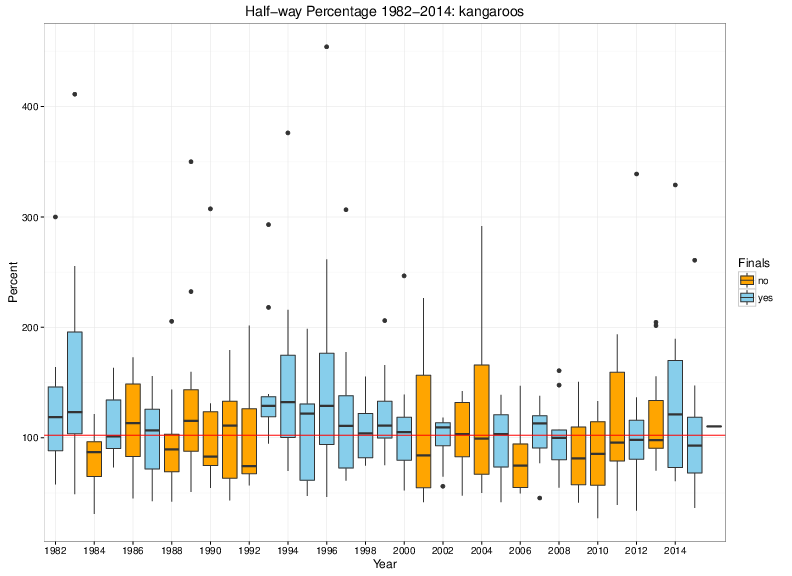 Half−way Percentage 1982−2014: kangaroos
400
300
200
100
Percent
1982 1984 1986 1988 1990 1992 1994 1996 1998 2000 2002 2004 2006 2008 2010 2012 2014
Year
Finals
no
yes